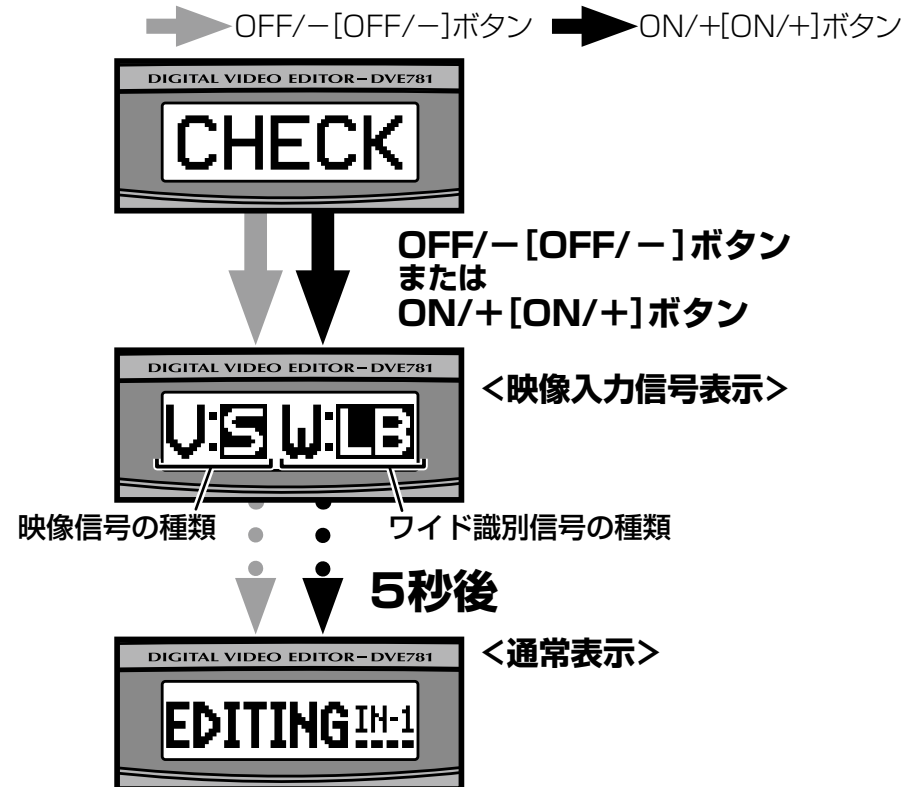 OFF/−[OFF/−]ボタン ON/+[ON/+]ボタン
DIGITAL VIDEO EDITOR−DVE781
CHECK
OFF/−[OFF/−]ボタン
または
ON/+[ON/+]ボタン
DIGITAL VIDEO EDITOR−DVE781
<映像入力信号表示>
V:S W:LB
映像信号の種類 ワイド識別信号の種類
5秒後
DIGITAL VIDEO EDITOR−DVE781
<通常表示>
EDITING IN-1